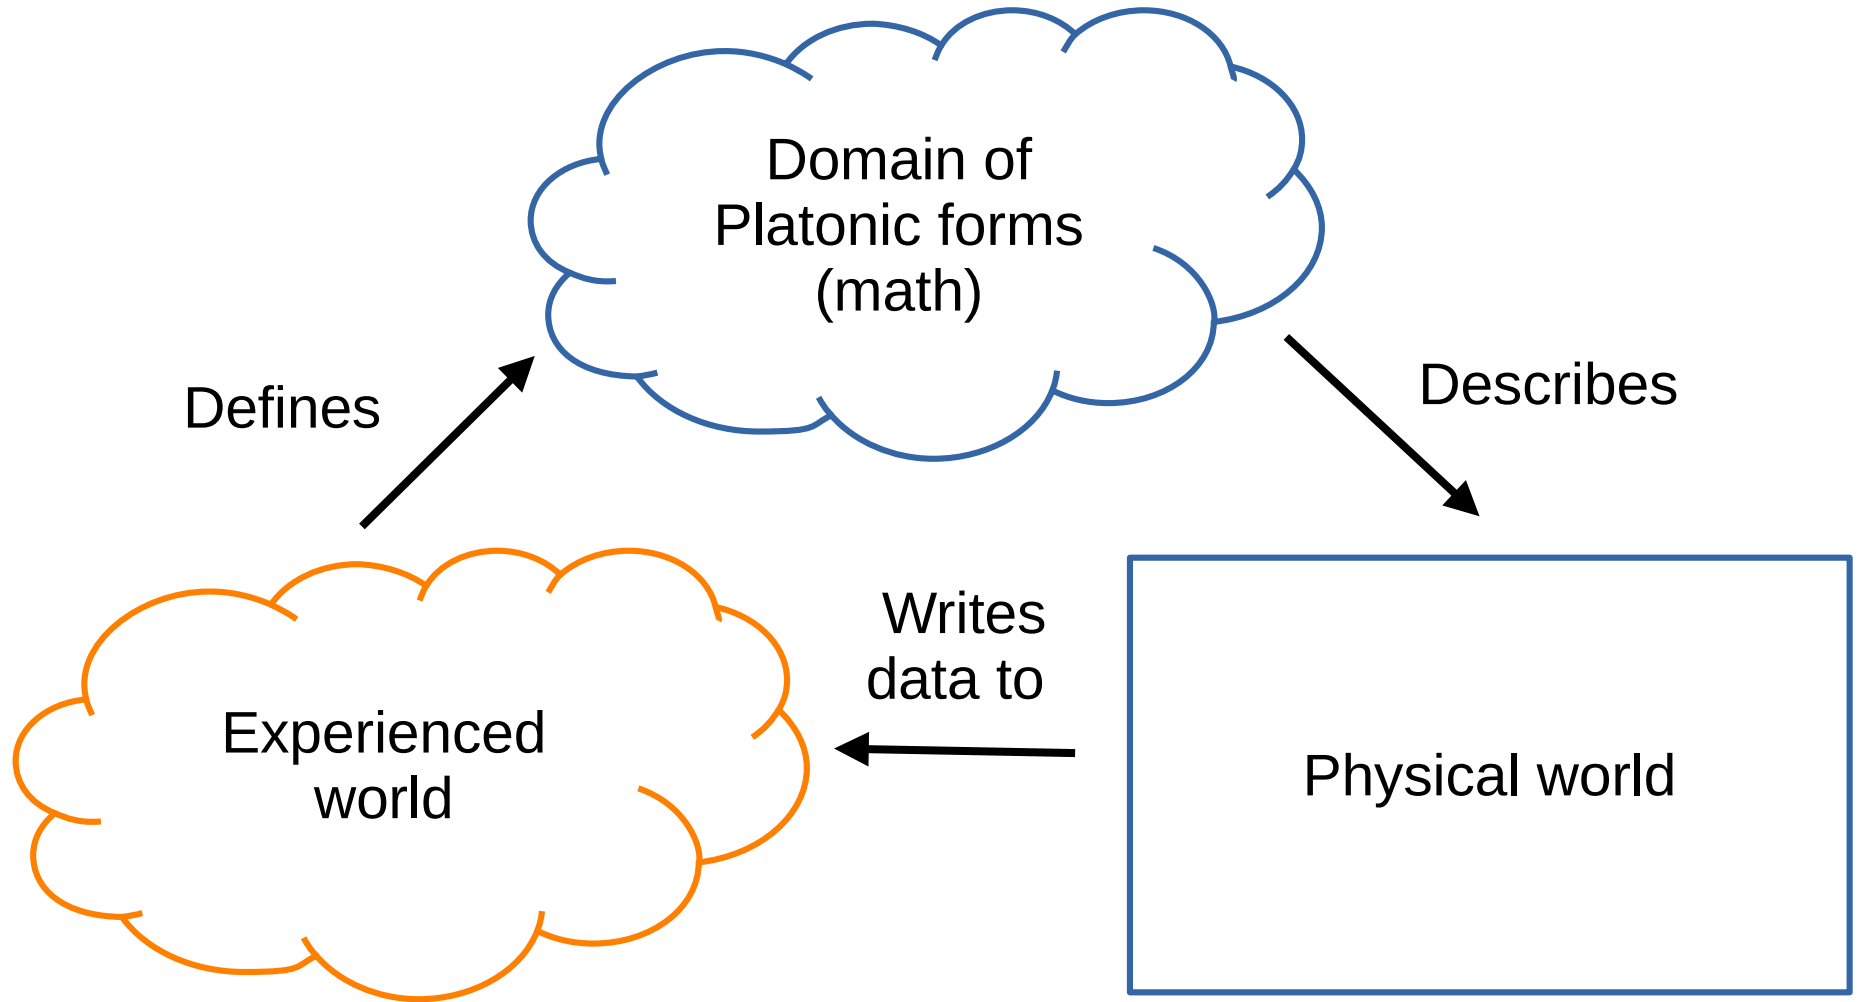 Domain of
Platonic forms
(math)
Defines
Describes
Writes
data to
Experienced
world
Physical world